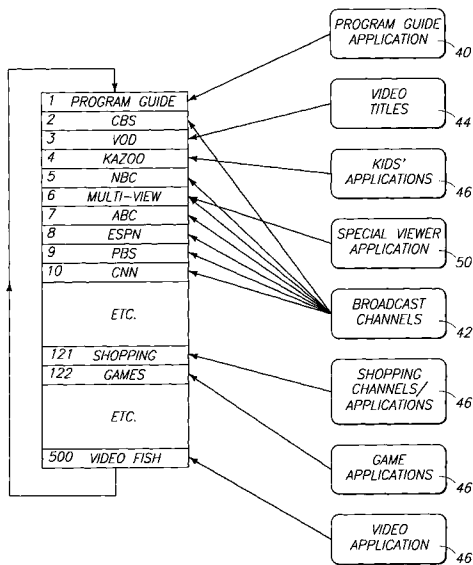 PROGRAM GUIDE
APPLICATION
40
1 PROGRAM GUIDE
2 CBS
3 VOD
4 KAZOO
5 NBC
6 MULTI-VIEW
7 ABC
8 ESPN
9 PBS
10 CNN
ETC.
121 SHOPPING
122 GAMES
ETC.
500 VIDEO FISH
VIDEO
TITLES
44
KIDS'
APPLICATIONS
46
SPECIAL VIEWER
APPLICATION
50
BROADCAST
CHANNELS
42
SHOPPING
CHANNELS/
APPLICATIONS
46
GAME
APPLICATIONS
46
VIDEO
APPLICATION
46